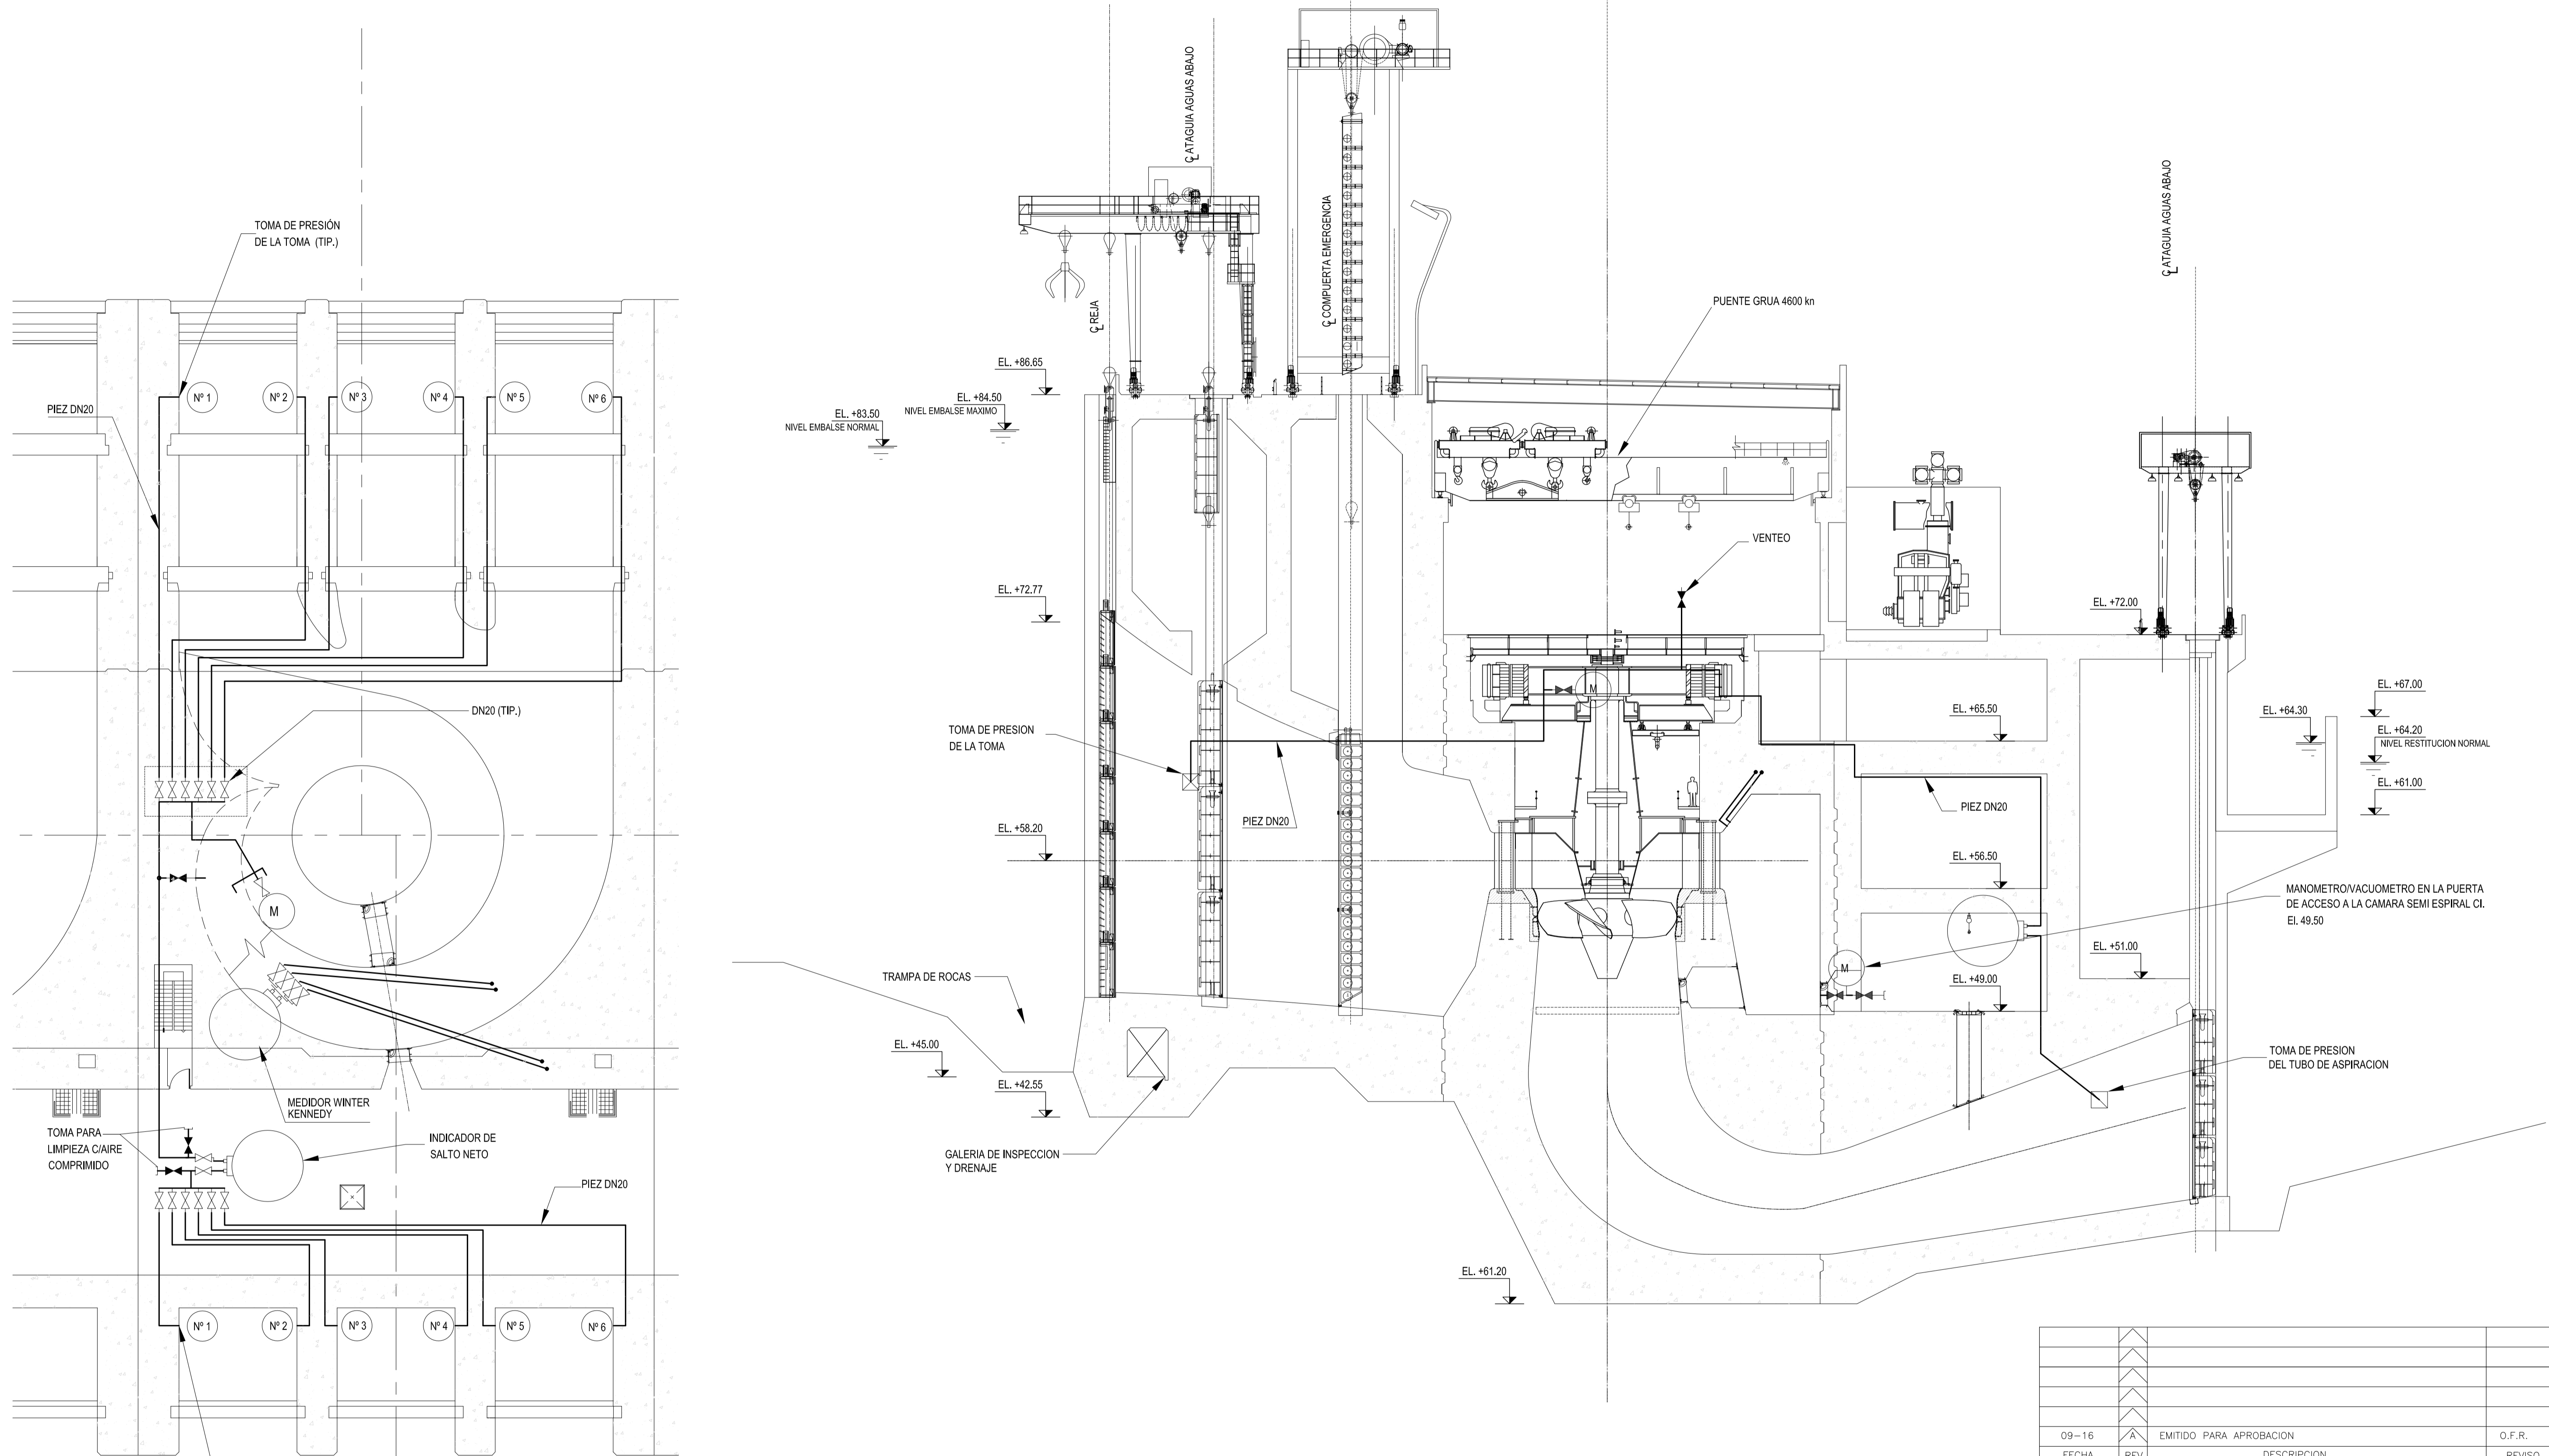 TOMA DE PRESIÓN
DE LA TOMA (TIP.)
PIEZ DN20
Nº 1
Nº 2
Nº 3
Nº 4
Nº 5
Nº 6
DN20 (TIP.)
M
MEDIDOR WINTER
KENNEDY
TOMA PARA
LIMPIEZA C/AIRE
COMPRIMIDO
INDICADOR DE
SALTO NETO
PIEZ DN20
Nº 1
Nº 2
Nº 3
Nº 4
Nº 5
Nº 6
℄ REJA
℄ ATAGUIA AGUAS ABAJO
℄ COMPUERTA EMERGENCIA
℄ ATAGUIA AGUAS ABAJO
PUENTE GRUA 4600 kn
EL. +86.65
EL. +84.50
NIVEL EMBALSE MAXIMO
EL. +83,50
NIVEL EMBALSE NORMAL
VENTEO
EL. +72.77
EL. +72.00
EL. +67.00
EL. +65.50
EL. +64.30
EL. +64.20
NIVEL RESTITUCION NORMAL
EL. +61.00
M
TOMA DE PRESION
DE LA TOMA
PIEZ DN20
PIEZ DN20
EL. +58.20
EL. +56.50
MANOMETRO/VACUOMETRO EN LA PUERTA
DE ACCESO A LA CAMARA SEMI ESPIRAL CI.
El. 49.50
EL. +51.00
M
TRAMPA DE ROCAS
EL. +49.00
EL. +45.00
EL. +42.55
TOMA DE PRESION
DEL TUBO DE ASPIRACION
GALERIA DE INSPECCION
Y DRENAJE
EL. +61.20
09-16 A EMITIDO PARA APROBACION O.F.R.
FECHA REV. DESCRIPCION REVISO